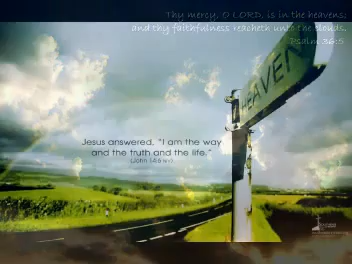 Thy mercy, O LORD, is in the heavens;
and thy faithfulness reacheth unto the clouds.
Psalm 36:5
HEAVEN
Jesus answered, "I am the way
and the truth and the life."
(John 14:6 NIV)